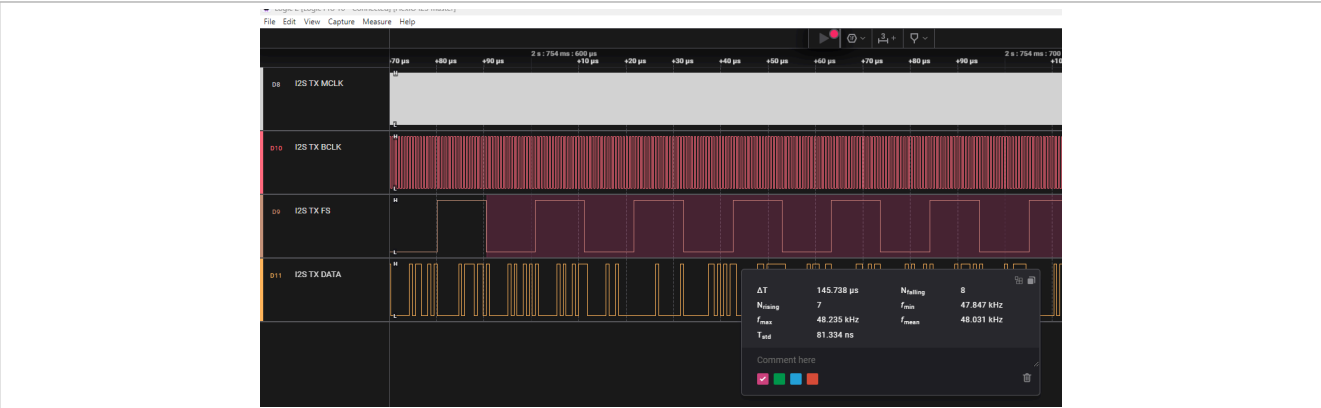 File Edit View Capture Measure Help
2 s : 754 ms : 600 µs 2 s : 754 ms : 700
+70 µs +80 µs +90 µs +10 µs +20 µs +30 µs +40 µs +50 µs +60 µs +70 µs +80 µs +90 µs +10
D8 I2S TX MCLK
H
L
D10 I2S TX BCLK
H
L
D9 I2S TX FS
H
L
D11 I2S TX DATA
H
L
ΔT 145.738 µs Nfalling 8
Nrising 7 fmin 47.847 kHz
fmax 48.235 kHz fmean 48.031 kHz
Tstd 81.334 ns
Comment here